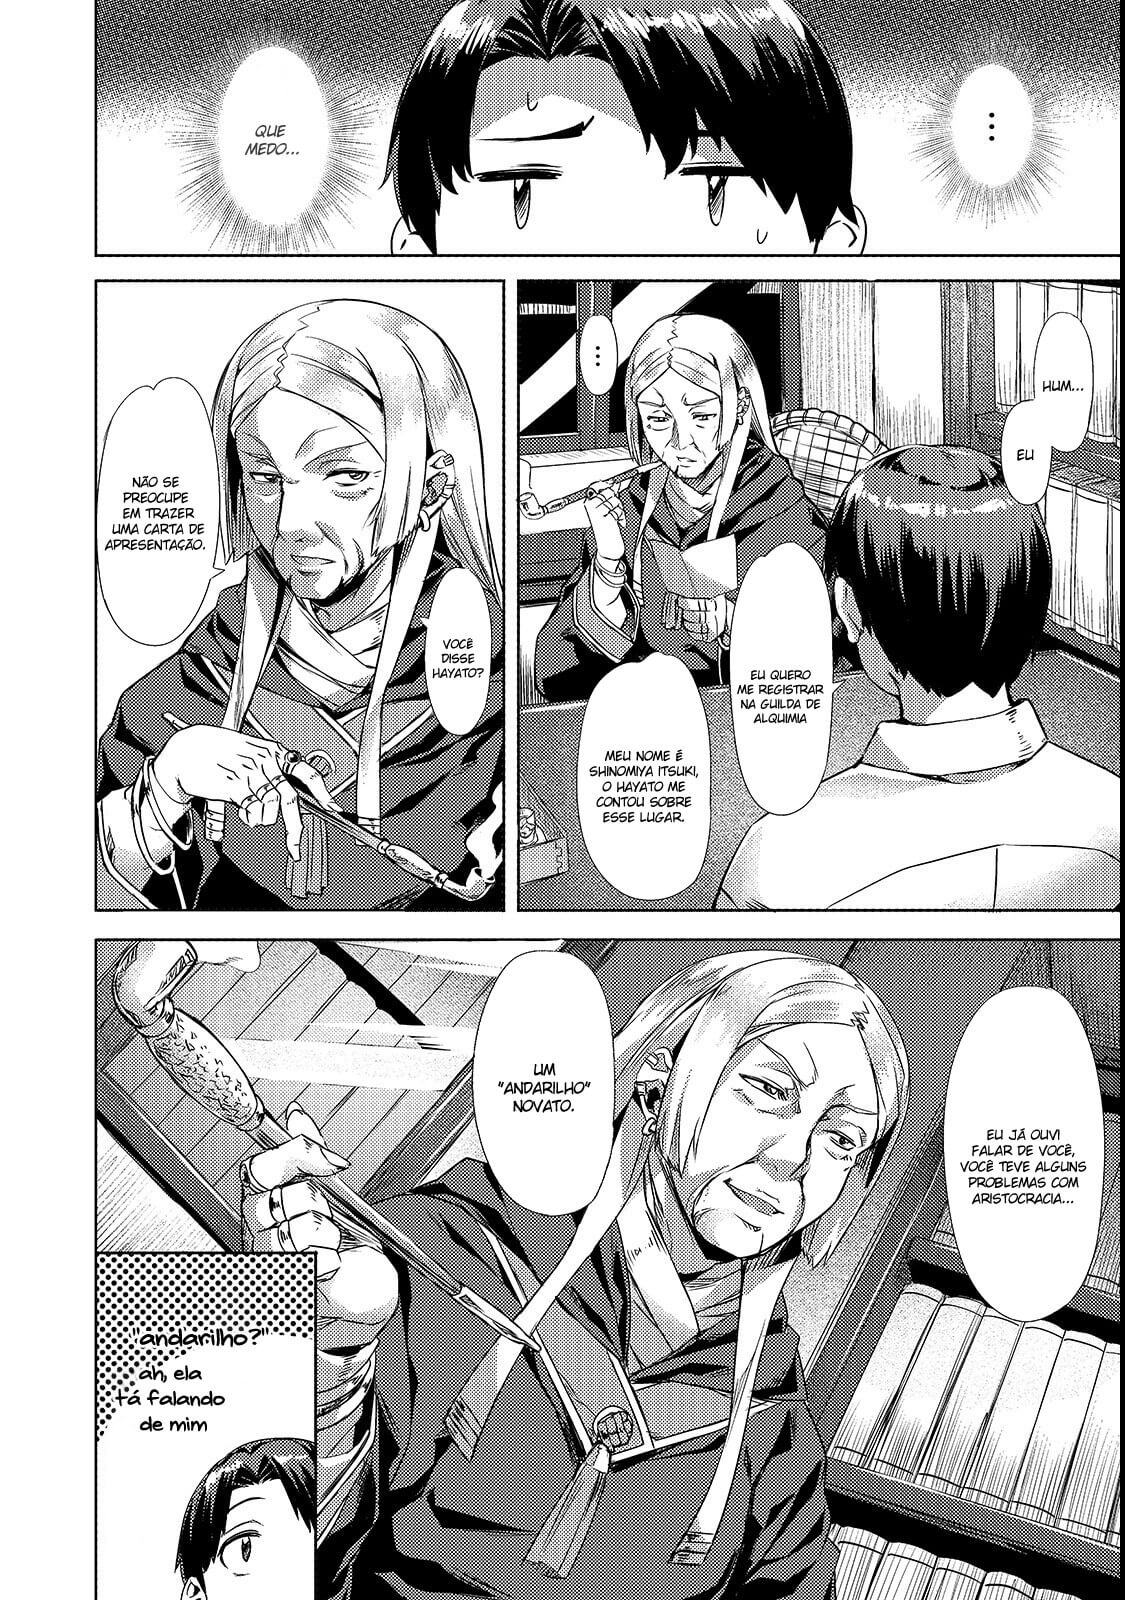 ...
QUE
MEDO...
HUM...
EU
EU QUERO
ME REGISTRAR
NA GUILDA DE
ALQUIMIA
MEU NOME É
SHINOMIYA ITSUKI,
O HAYATO ME
CONTOU SOBRE
ESSE LUGAR.
...
VOCÊ
DISSE
HAYATO?
NÃO SE
PREOCUPE
EM TRAZER
UMA CARTA DE
APRESENTAÇÃO.
EU JÁ OUVI
FALAR DE VOCÊ,
VOCÊ TEVE ALGUNS
PROBLEMAS COM
ARISTOCRACIA...
UM
"ANDARILHO"
NOVATO.
"andarilho?"
ah, ela
tá falando
de mim